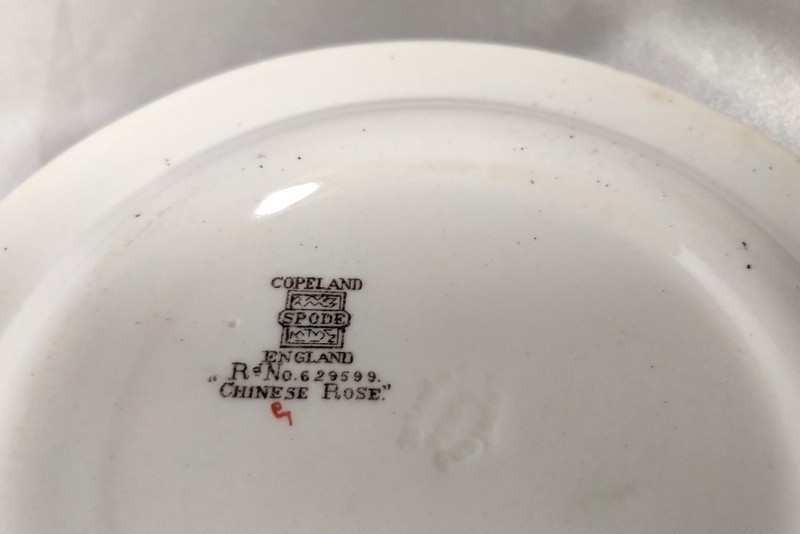 COPELAND
SPODE
ENGLAND
Rd No. 629599.
"CHINESE ROSE."